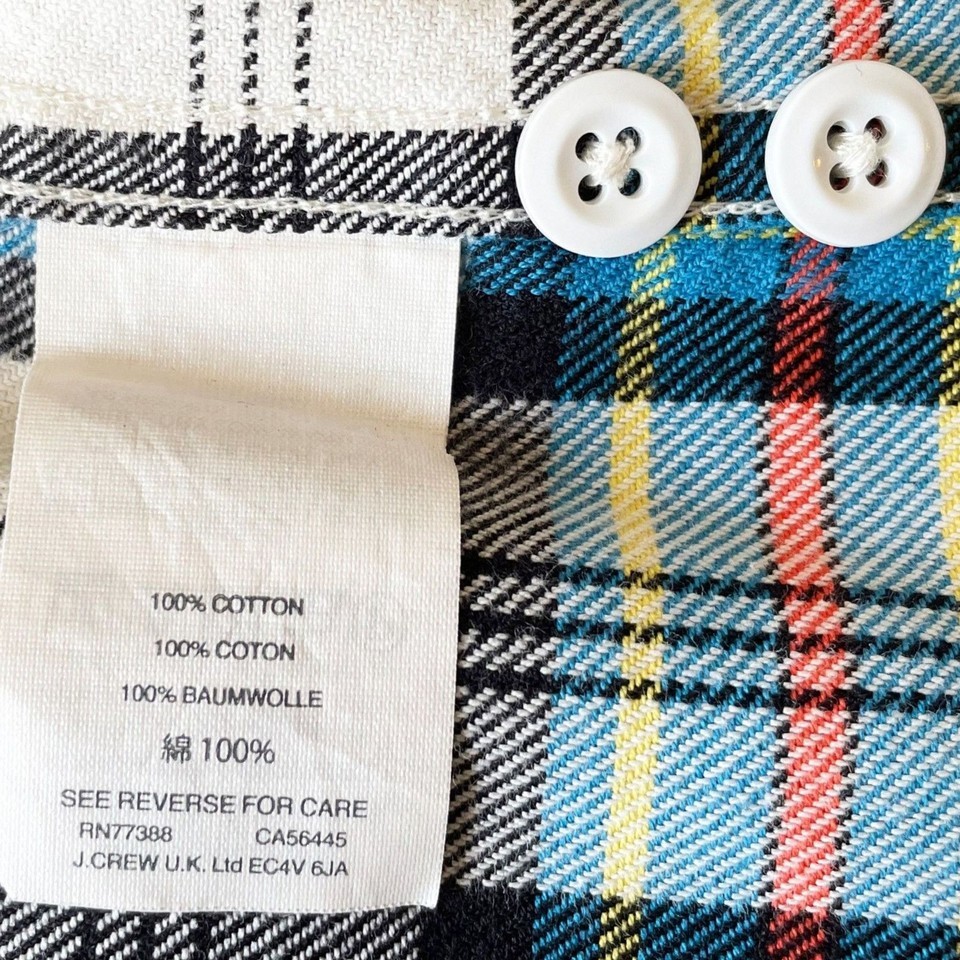 100% COTTON
100% COTON
100% BAUMWOLLE
綿 100%
SEE REVERSE FOR CARE
RN77388 CA56445
J.CREW U.K. Ltd EC4V 6JA